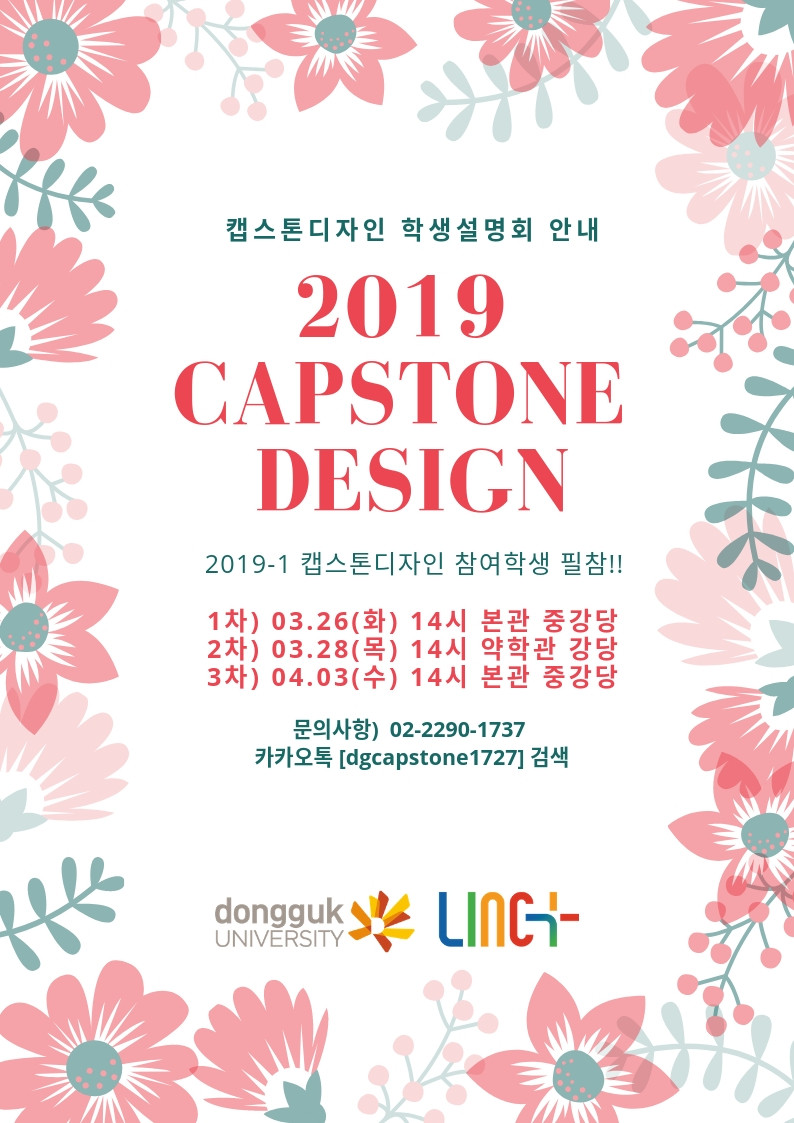 캡스톤디자인 학생설명회 안내
2019
CAPSTONE
DESIGN
2019-1 캡스톤디자인 참여학생 필참!!
1차) 03.26(화) 14시 본관 중강당
2차) 03.28(목) 14시 약학관 강당
3차) 04.03(수) 14시 본관 중강당
문의사항) 02-2290-1737
카카오톡 [dgcapstone1727] 검색
dongguk
UNIVERSITY
LINC+